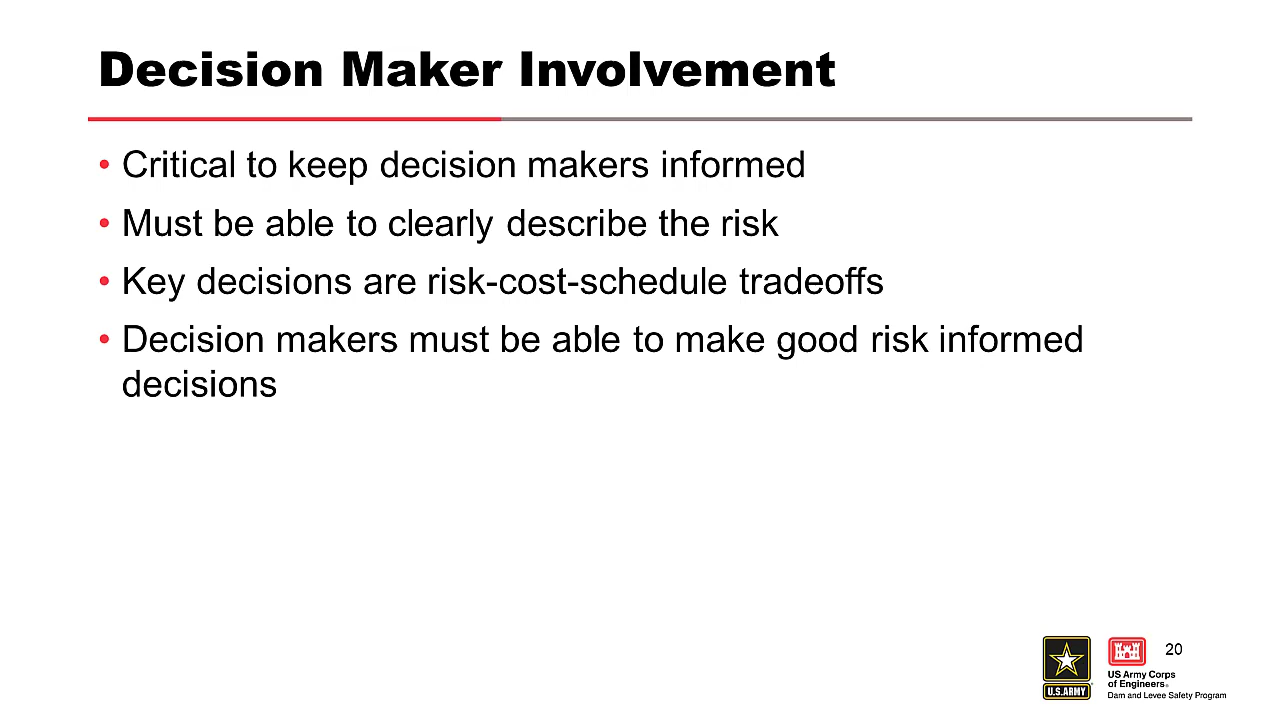 Decision Maker Involvement
• Critical to keep decision makers informed
• Must be able to clearly describe the risk
• Key decisions are risk-cost-schedule tradeoffs
• Decision makers must be able to make good risk informed
decisions
20
U.S.ARMY
US Army Corps
of Engineers®
Dam and Levee Safety Program